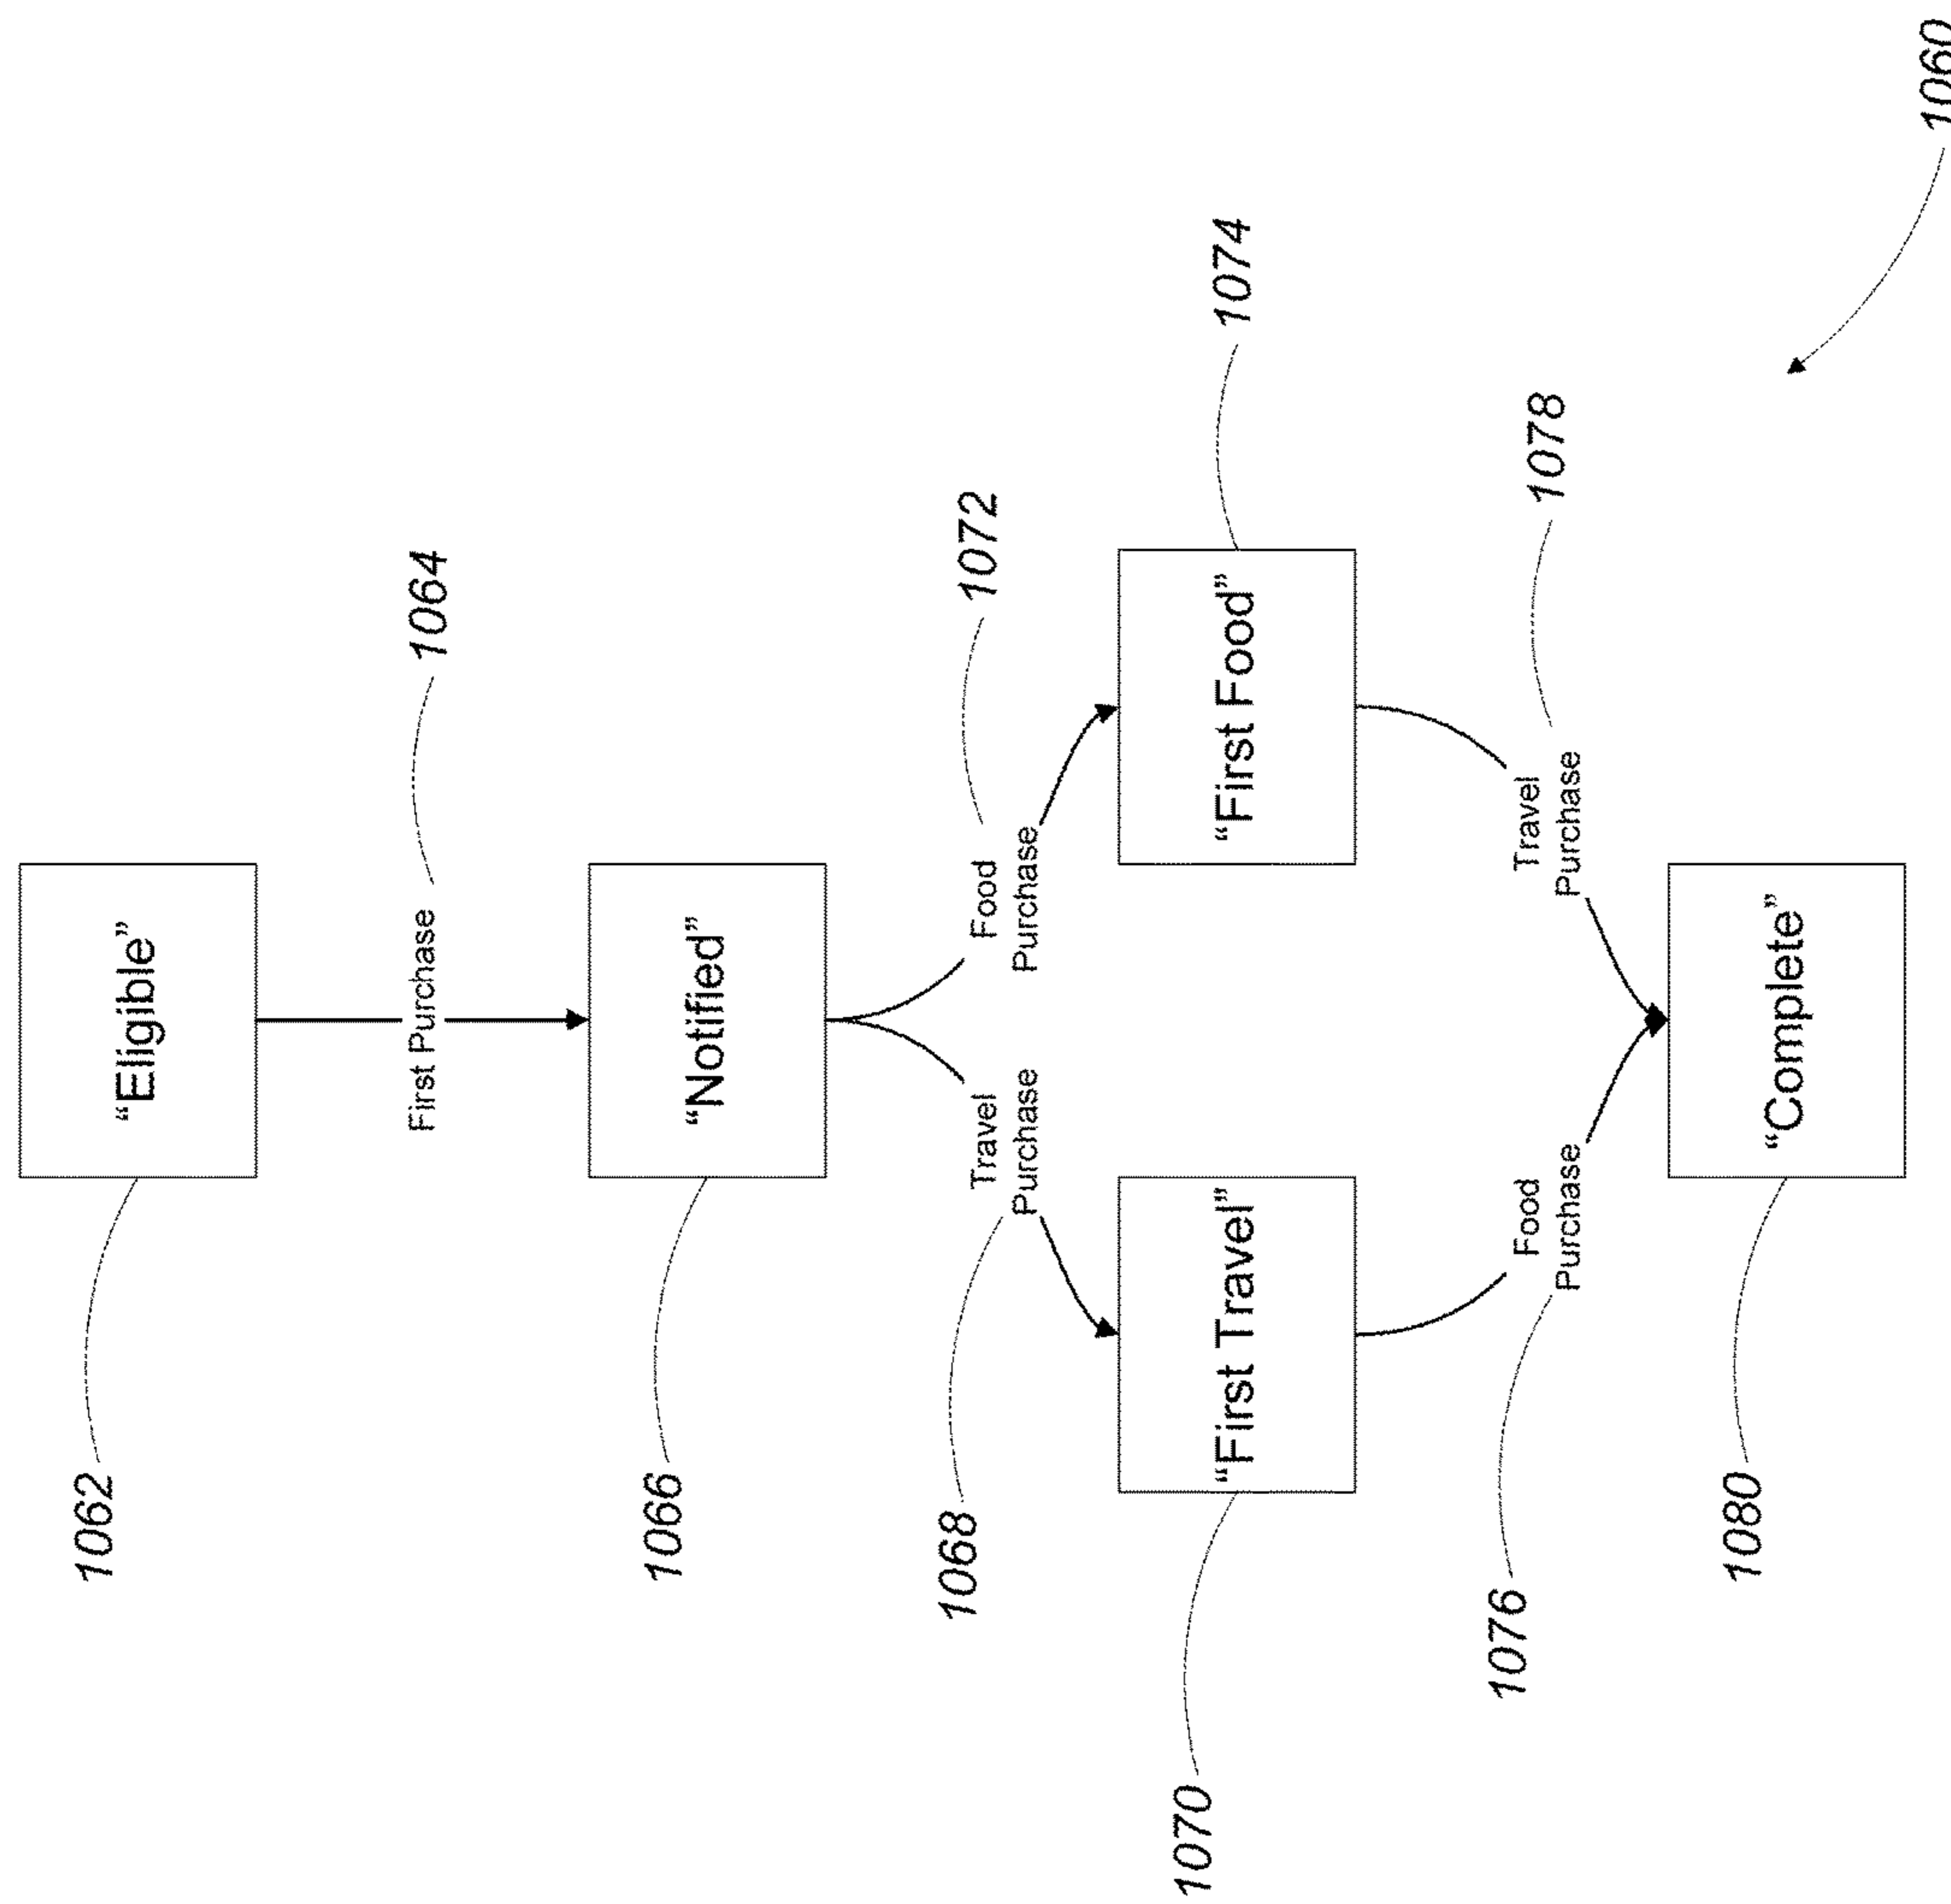 1062
“Eligible”
First Purchase
1064
1066
“Notified”
1068
Travel
Purchase
Food
Purchase
1072
1070
“First Travel”
“First Food”
1074
1076
Food
Purchase
Travel
Purchase
1078
1080
“Complete”
1060